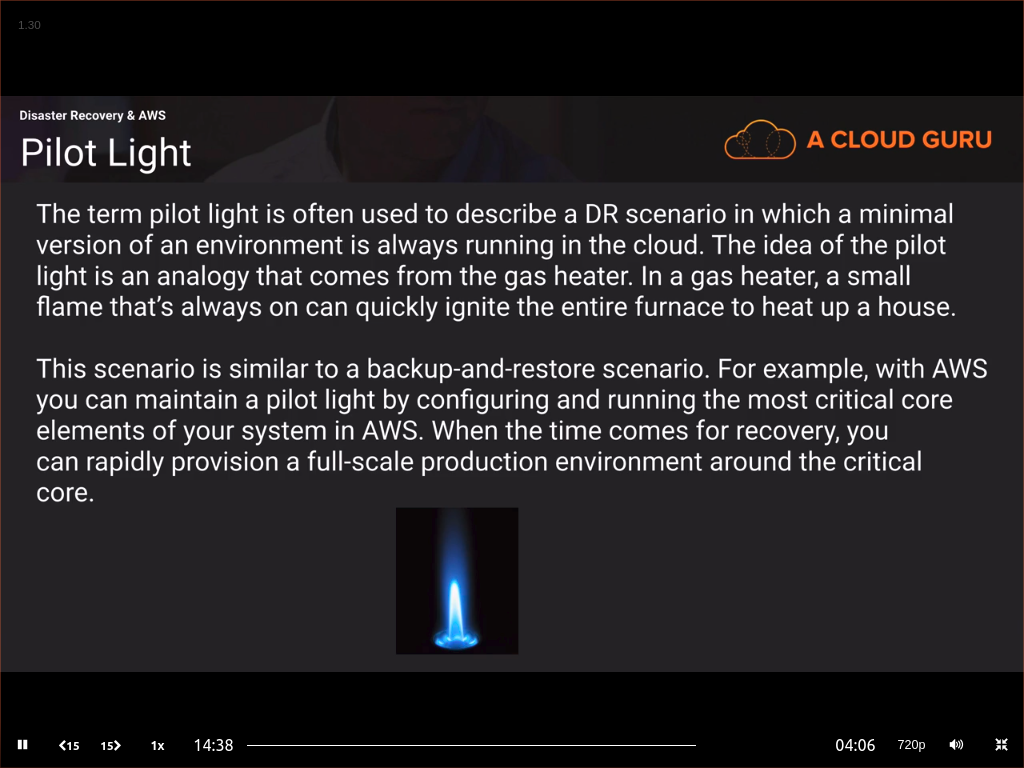 1.30
Disaster Recovery & AWS
Pilot Light
A CLOUD GURU
The term pilot light is often used to describe a DR scenario in which a minimal
version of an environment is always running in the cloud. The idea of the pilot
light is an analogy that comes from the gas heater. In a gas heater, a small
flame that’s always on can quickly ignite the entire furnace to heat up a house.
This scenario is similar to a backup-and-restore scenario. For example, with AWS
you can maintain a pilot light by configuring and running the most critical core
elements of your system in AWS. When the time comes for recovery, you
can rapidly provision a full-scale production environment around the critical
core.
15 15 1x 14:38 04:06 720p